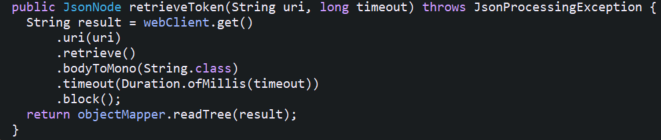 public JsonNode retrieveToken(String uri, long timeout) throws JsonProcessingException {
  String result = webClient.get()
      .uri(uri)
      .retrieve()
      .bodyToMono(String.class)
      .timeout(Duration.ofMillis(timeout))
      .block();
  return objectMapper.readTree(result);
}